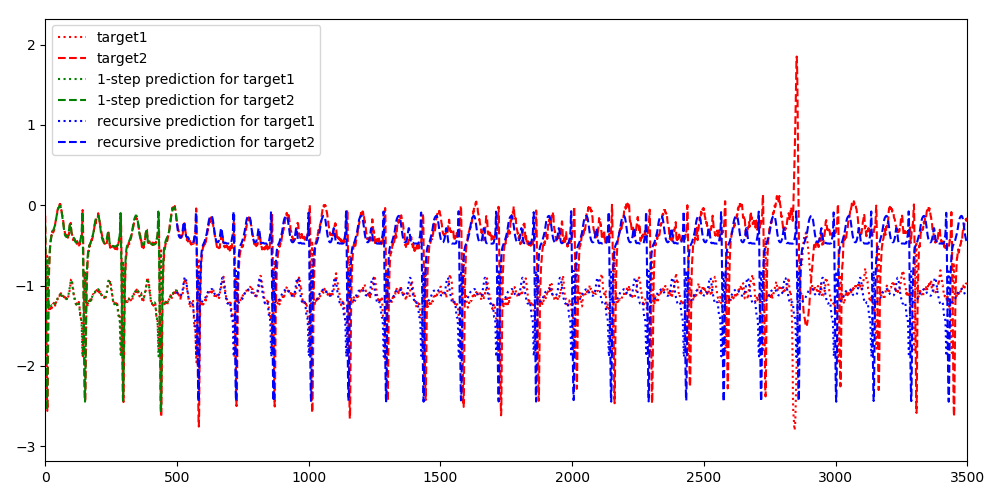 target1
target2
1-step prediction for target1
1-step prediction for target2
recursive prediction for target1
recursive prediction for target2
2
1
0
−1
−2
−3
0 500 1000 1500 2000 2500 3000 3500